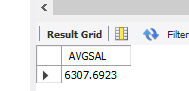 Result Grid Filter
AVGSAL
6307.6923